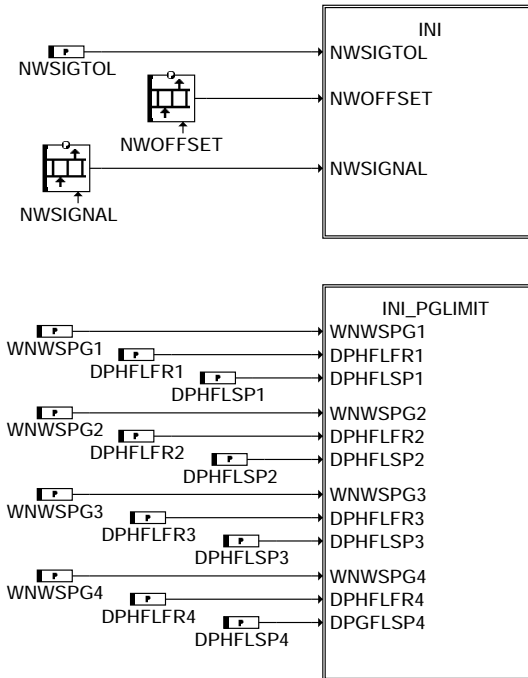 INI
P
NWSIGTOL
NWSIGTOL
NWOFFSET
NWOFFSET
NWSIGNAL
NWSIGNAL
INI_PGLIMIT
P
WNWSPG1
WNWSPG1
P
DPHFLFR1
DPHFLFR1
P
DPHFLSP1
DPHFLSP1
P
WNWSPG2
WNWSPG2
P
DPHFLFR2
DPHFLFR2
P
DPHFLSP2
DPHFLSP2
P
WNWSPG3
WNWSPG3
P
DPHFLFR3
DPHFLFR3
P
DPHFLSP3
DPHFLSP3
P
WNWSPG4
WNWSPG4
P
DPHFLFR4
DPHFLFR4
P
DPGFLSP4
DPHFLSP4